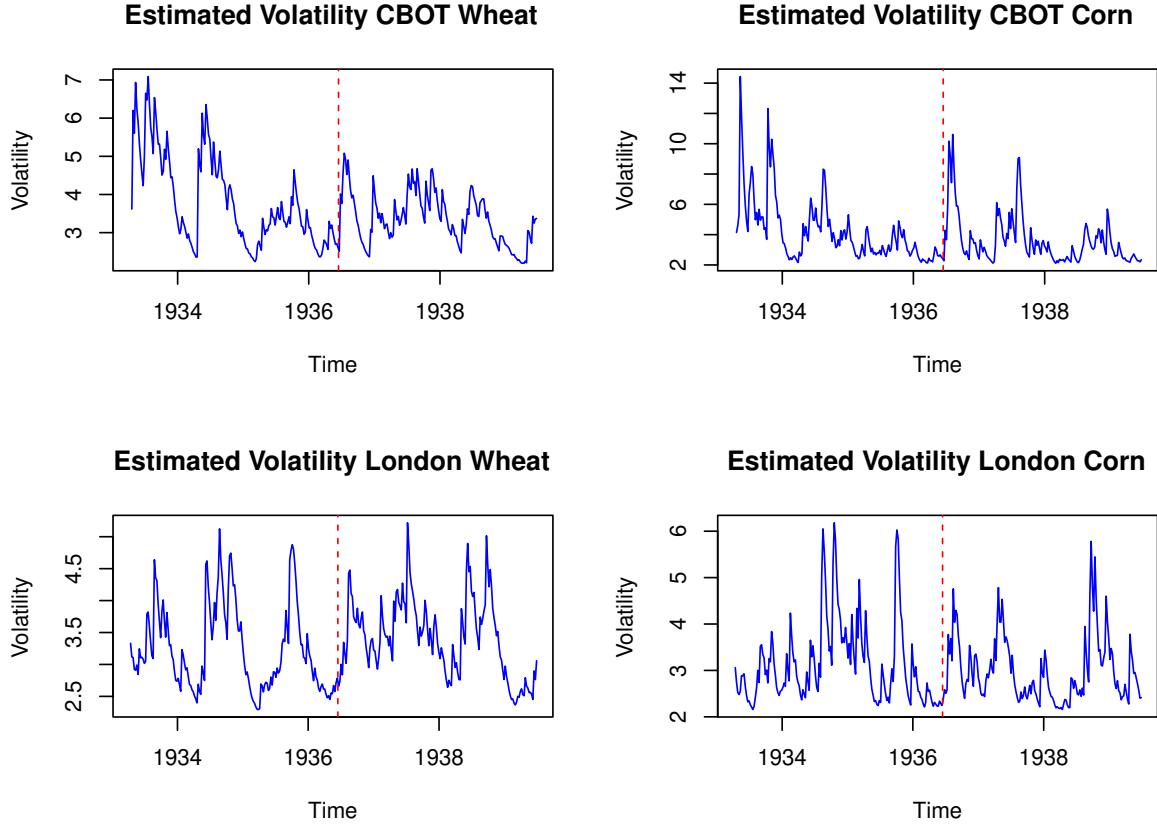 Estimated Volatility CBOT Wheat
Volatility
3 4 5 6 7
1934 1936 1938
Time
Estimated Volatility CBOT Corn
Volatility
2 6 10 14
1934 1936 1938
Time
Estimated Volatility London Wheat
Volatility
2.5 3.5 4.5
1934 1936 1938
Time
Estimated Volatility London Corn
Volatility
2 3 4 5 6
1934 1936 1938
Time